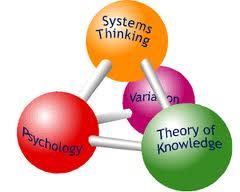 Systems
Thinking
Variation
Psychology
Theory of
Knowledge